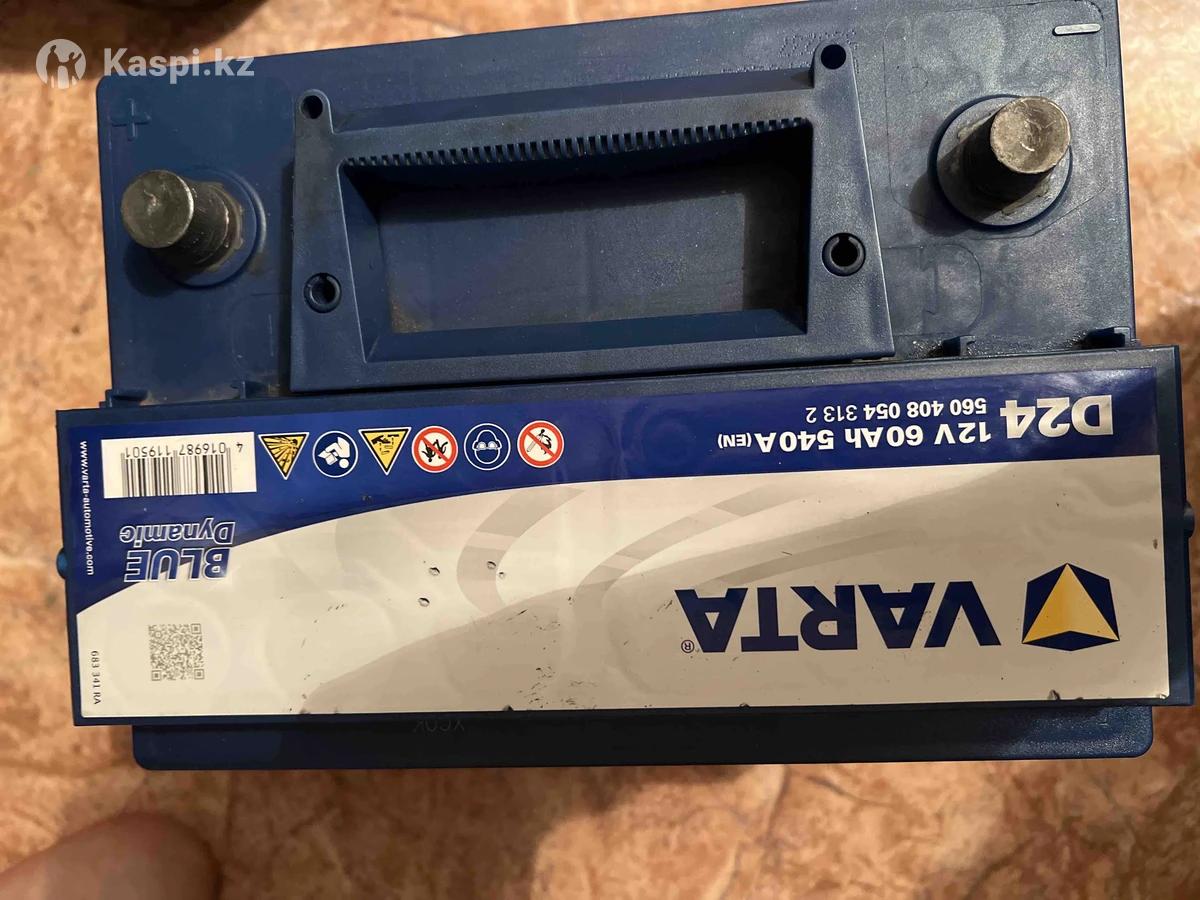 Kaspi.kz
VARTA®
683 341 RA
BLUE
Dynamic
www.varta-automotive.com
D24
12V 60Ah 540A (EN)
560 408 054 313 2
4 016987 119501